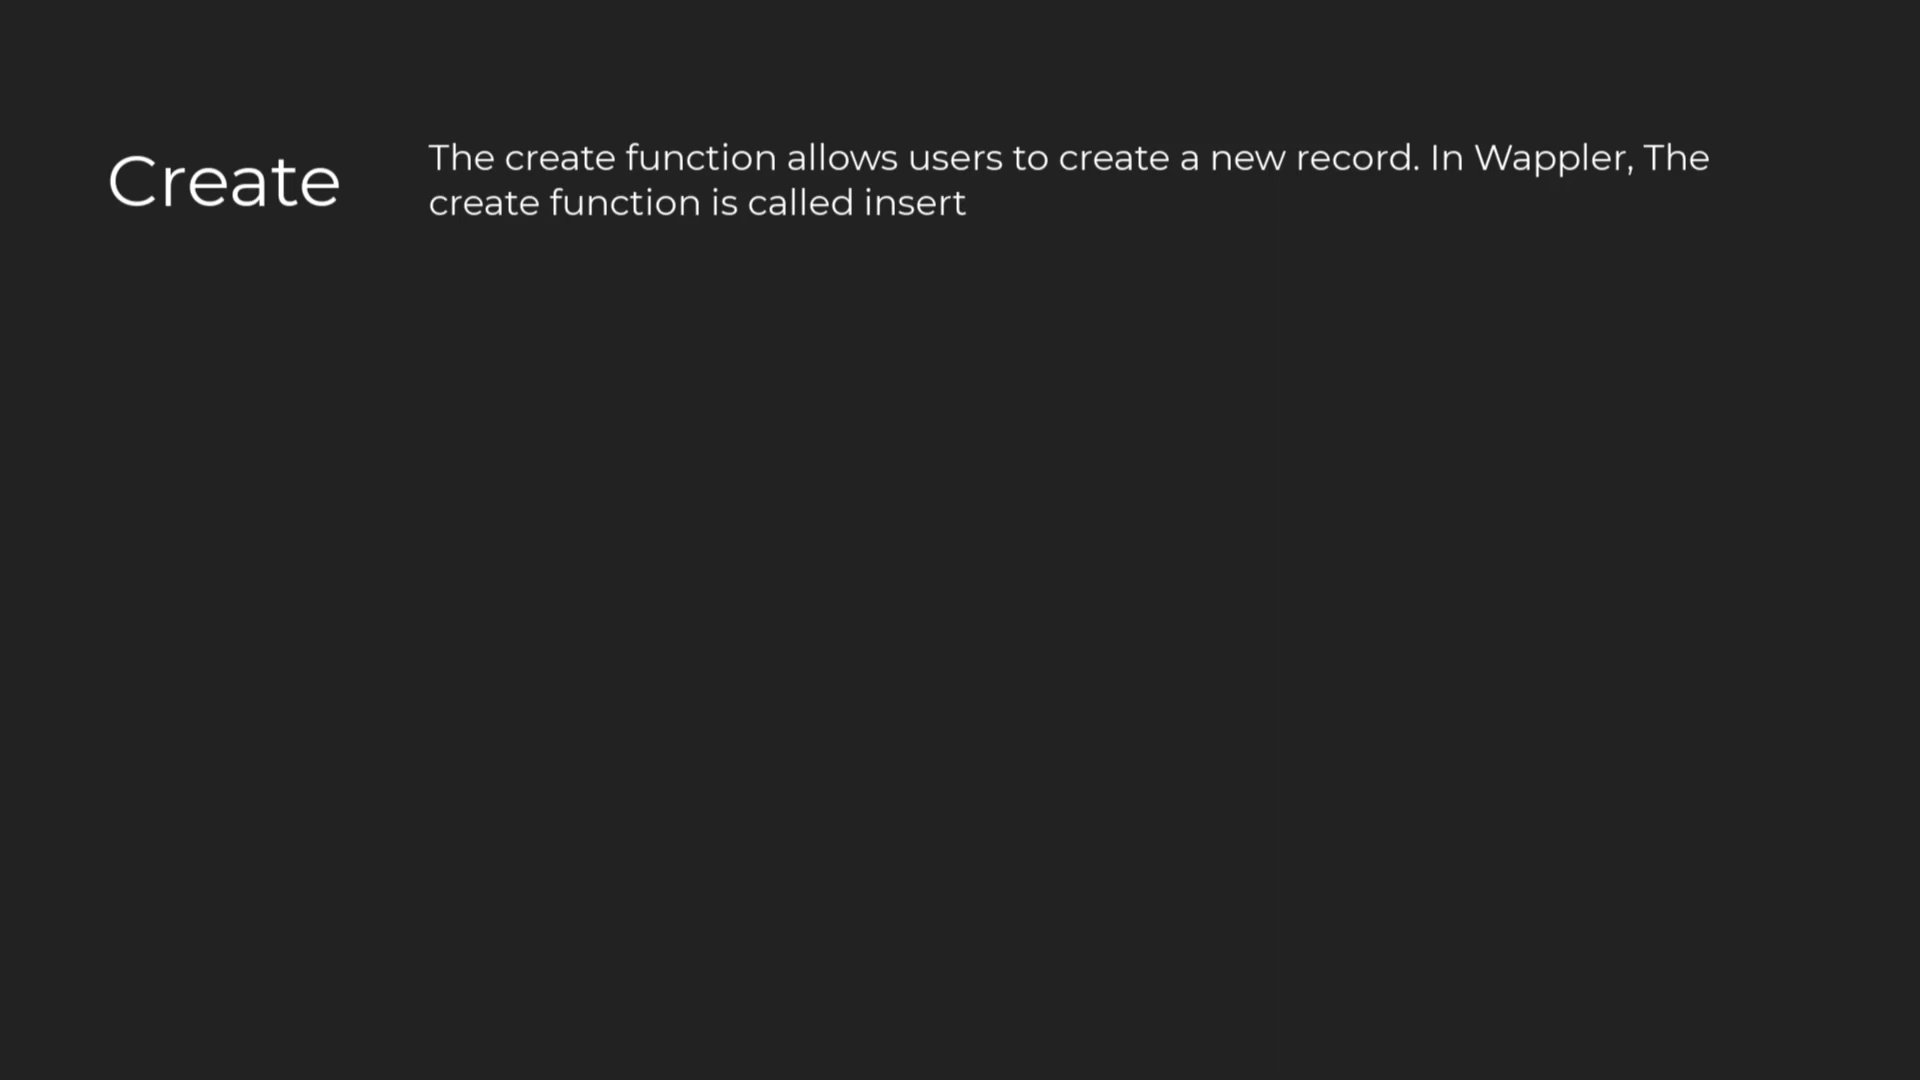 Create
The create function allows users to create a new record. In Wappler, The
create function is called insert